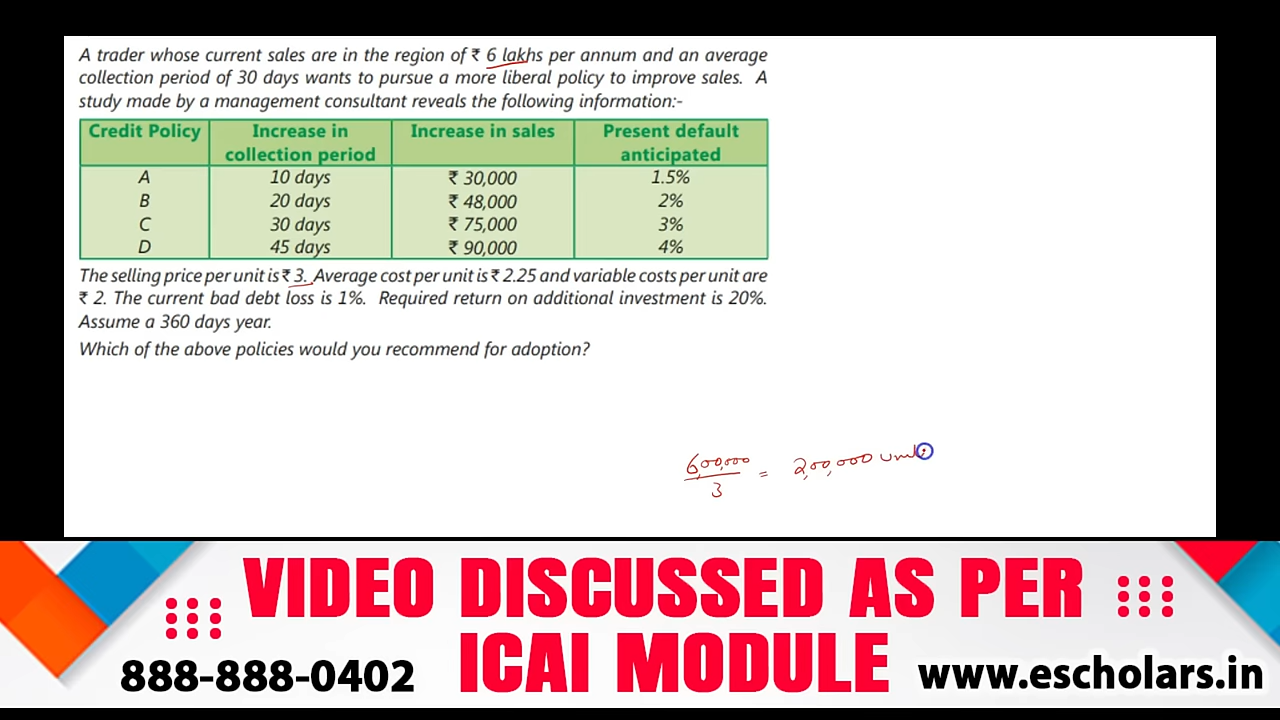 A trader whose current sales are in the region of ₹ 6 lakhs per annum and an average
collection period of 30 days wants to pursue a more liberal policy to improve sales. A
study made by a management consultant reveals the following information:-
Credit Policy Increase in collection period Increase in sales Present default anticipated
A 10 days ₹ 30,000 1.5%
B 20 days ₹ 48,000 2%
C 30 days ₹ 75,000 3%
D 45 days ₹ 90,000 4%
The selling price per unit is ₹ 3. Average cost per unit is ₹ 2.25 and variable costs per unit are
₹ 2. The current bad debt loss is 1%. Required return on additional investment is 20%.
Assume a 360 days year.
Which of the above policies would you recommend for adoption?
6,00,000
3
= 2,00,000
VIDEO DISCUSSED AS PER
ICAI MODULE
888-888-0402
www.escholars.in